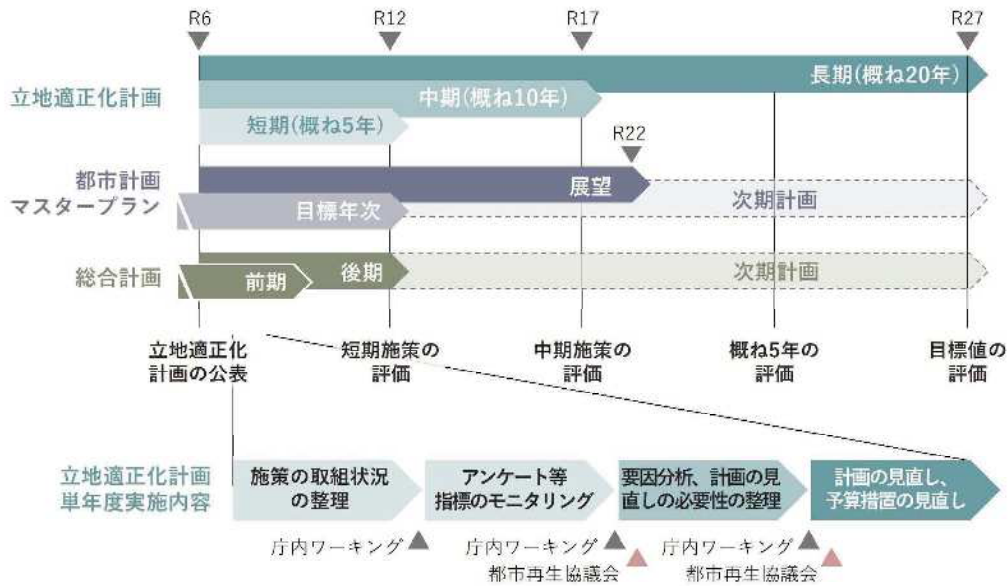 R6
R12
R17
R27
立地適正化計画
長期(概ね20年)
中期(概ね10年)
短期(概ね5年)
R22
都市計画
マスタープラン
展望
目標年次
次期計画
総合計画
前期
後期
次期計画
立地適正化
計画の公表
短期施策の
評価
中期施策の
評価
概ね5年の
評価
目標値の
評価
立地適正化計画
単年度実施内容
施策の取組状況
の整理
アンケート等
指標のモニタリング
要因分析、計画の見
直しの必要性の整理
計画の見直し、
予算措置の見直し
庁内ワーキング
庁内ワーキング
都市再生協議会
庁内ワーキング
都市再生協議会